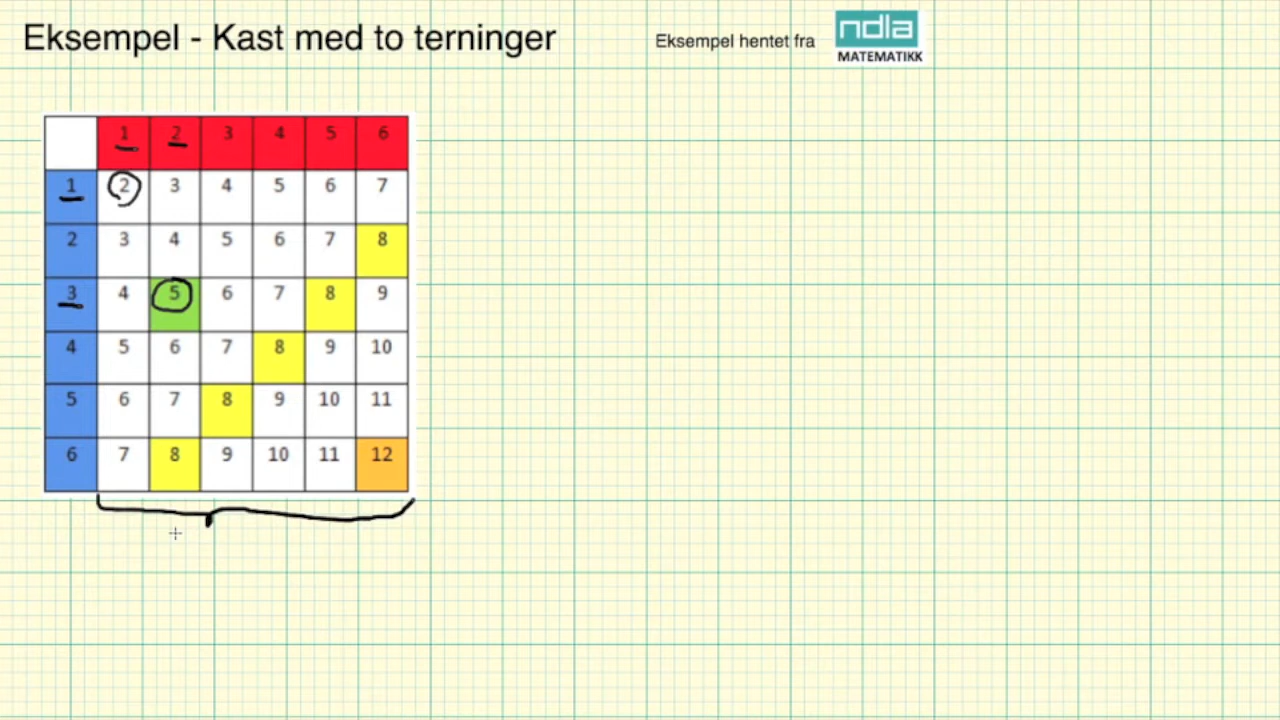 Eksempel - Kast med to terninger
Eksempel hentet fra
ndla
MATEMATIKK
1 2 3 4 5 6
1 2 3 4 5 6 7
2 3 4 5 6 7 8
3 4 5 6 7 8 9
4 5 6 7 8 9 10
5 6 7 8 9 10 11
6 7 8 9 10 11 12